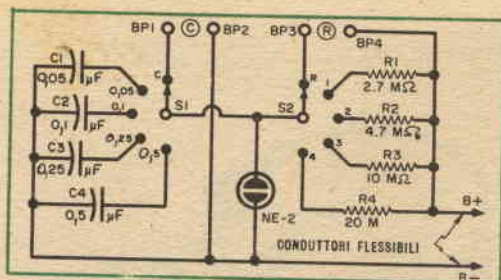 BP1 Ⓒ BP2 BP3 Ⓡ BP4
C1
0,05 µF
0,05
C2
0,1 µF
0,1
C3
0,25 µF
0,25
C4
0,5 µF
0,5
C
S1
S2
R
1
2
3
4
R1
2.7 MΩ
R2
4.7 MΩ
R3
10 MΩ
R4
20 M
NE-2
B+
CONDUTTORI FLESSIBILI
B-